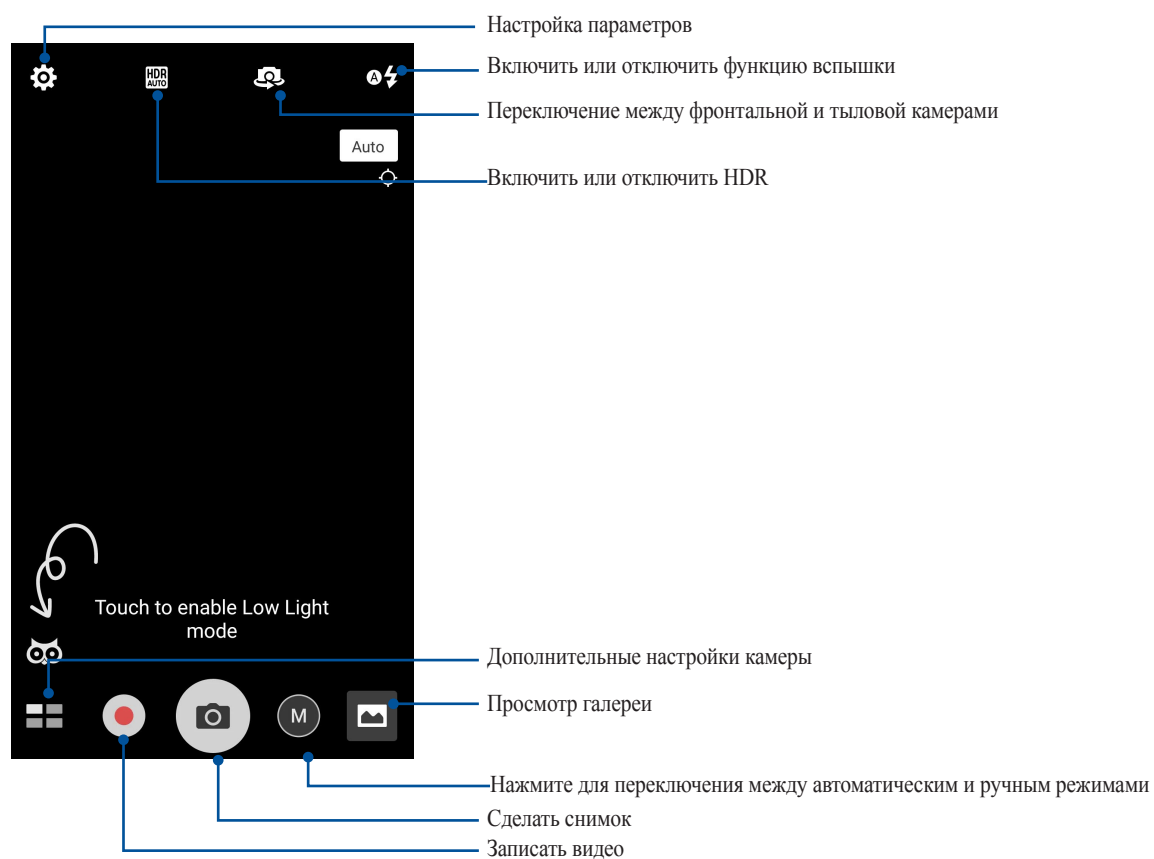 Настройка параметров
Включить или отключить функцию вспышки
HDR
AUTO
A
Переключение между фронтальной и тыловой камерами
Auto
Включить или отключить HDR
Touch to enable Low Light
mode
Дополнительные настройки камеры
Просмотр галереи
M
Нажмите для переключения между автоматическим и ручным режимами
Сделать снимок
Записать видео